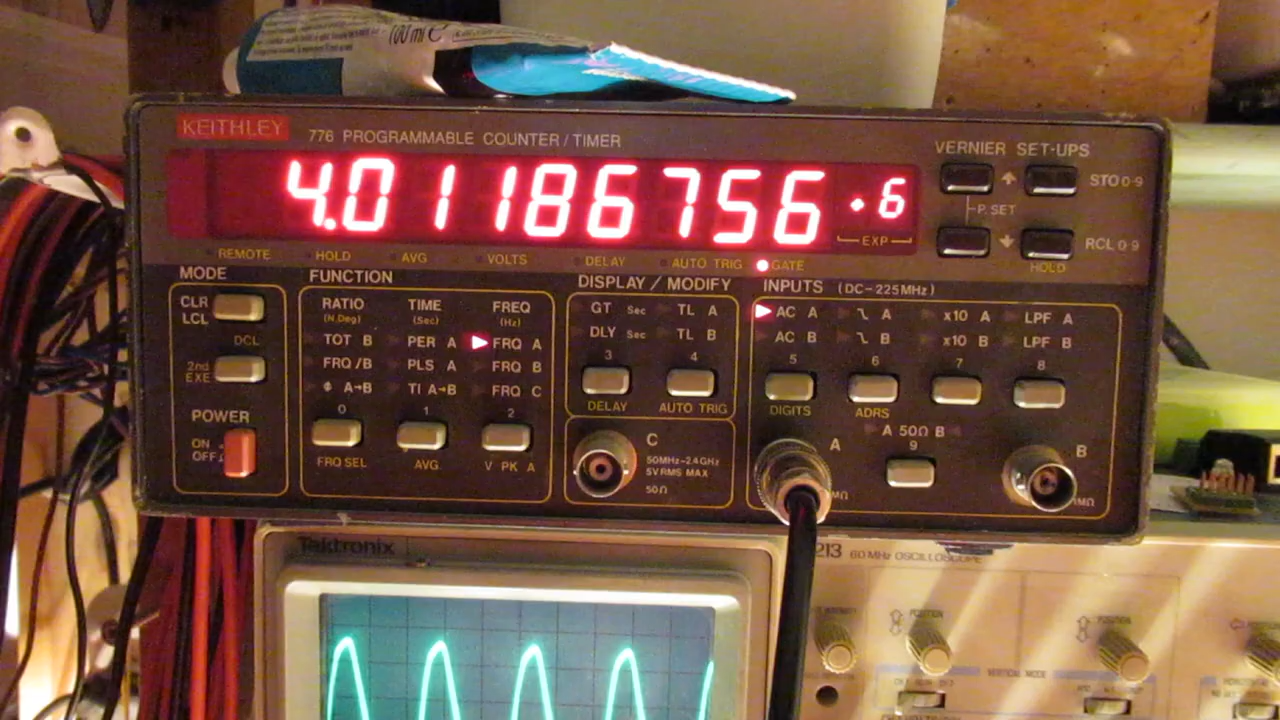 100 ml e
KEITHLEY 776 PROGRAMMABLE COUNTER/TIMER
VERNIER SET-UPS
4.01186756 +6
STO 0-9
P. SET
EXP
RCL 0-9
HOLD
REMOTE HOLD AVG VOLTS DELAY AUTO TRIG GATE
MODE FUNCTION DISPLAY / MODIFY INPUTS (DC-225MHz)
CLR
LCL
DCL
2nd
EXE
POWER
ON
OFF
RATIO TIME FREQ
(N,Deg) (Sec) (Hz)
TOT B PER A FRQ A
FRQ/B PLS A FRQ B
Φ A→B TI A→B FRQ C
0 1 2
FRQ SEL AVG V PK A
GT Sec TL A
DLY Sec TL B
3 4
DELAY AUTO TRIG
C
50MHz-2.4GHz
5VRMS MAX
50Ω
AC A ꓶ A x10 A LPF A
AC B ꓶ B x10 B LPF B
5 6 7 8
DIGITS ADRS
A 50Ω B
9
A
B
MΩ
1MΩ
Tektronix
213 60 MHz OSCILLOSCOPE
POSITION POSITION
VERTICAL MODE